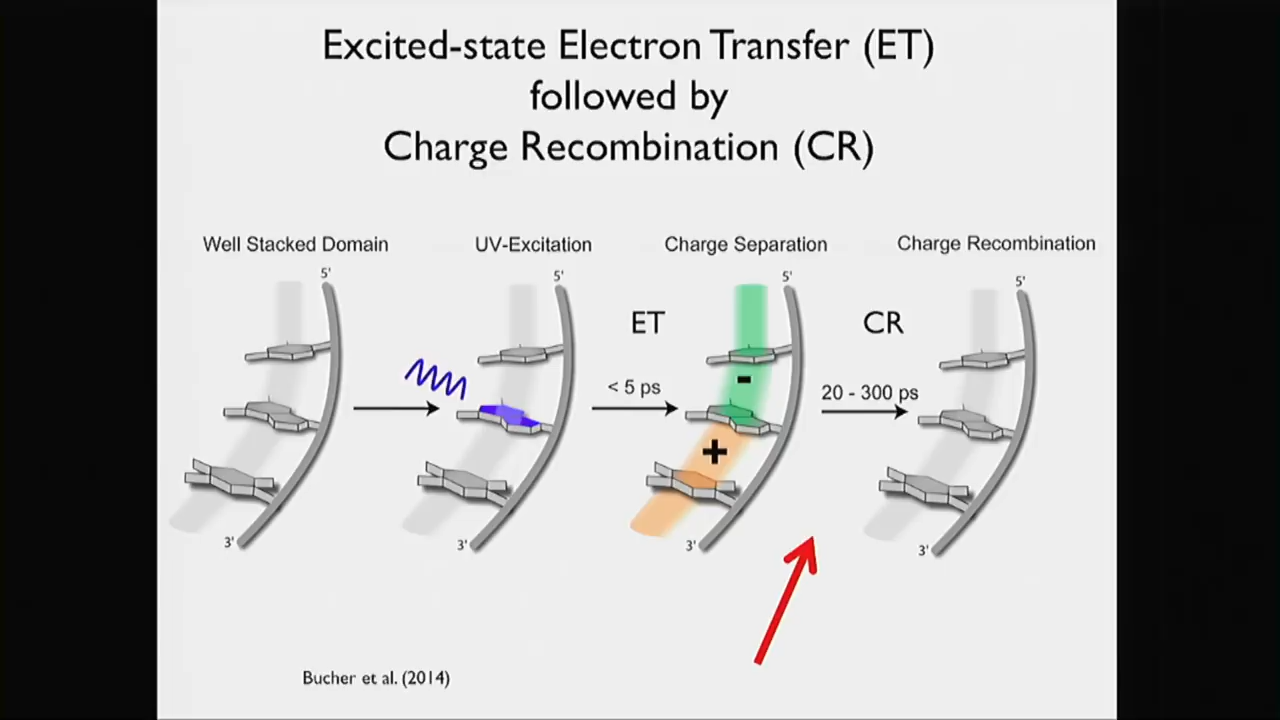 Excited-state Electron Transfer (ET)
followed by
Charge Recombination (CR)
Well Stacked Domain
UV-Excitation
Charge Separation
Charge Recombination
5'
5'
5'
5'
ET
CR
< 5 ps
20 - 300 ps
-
+
3'
3'
3'
3'
Bucher et al. (2014)